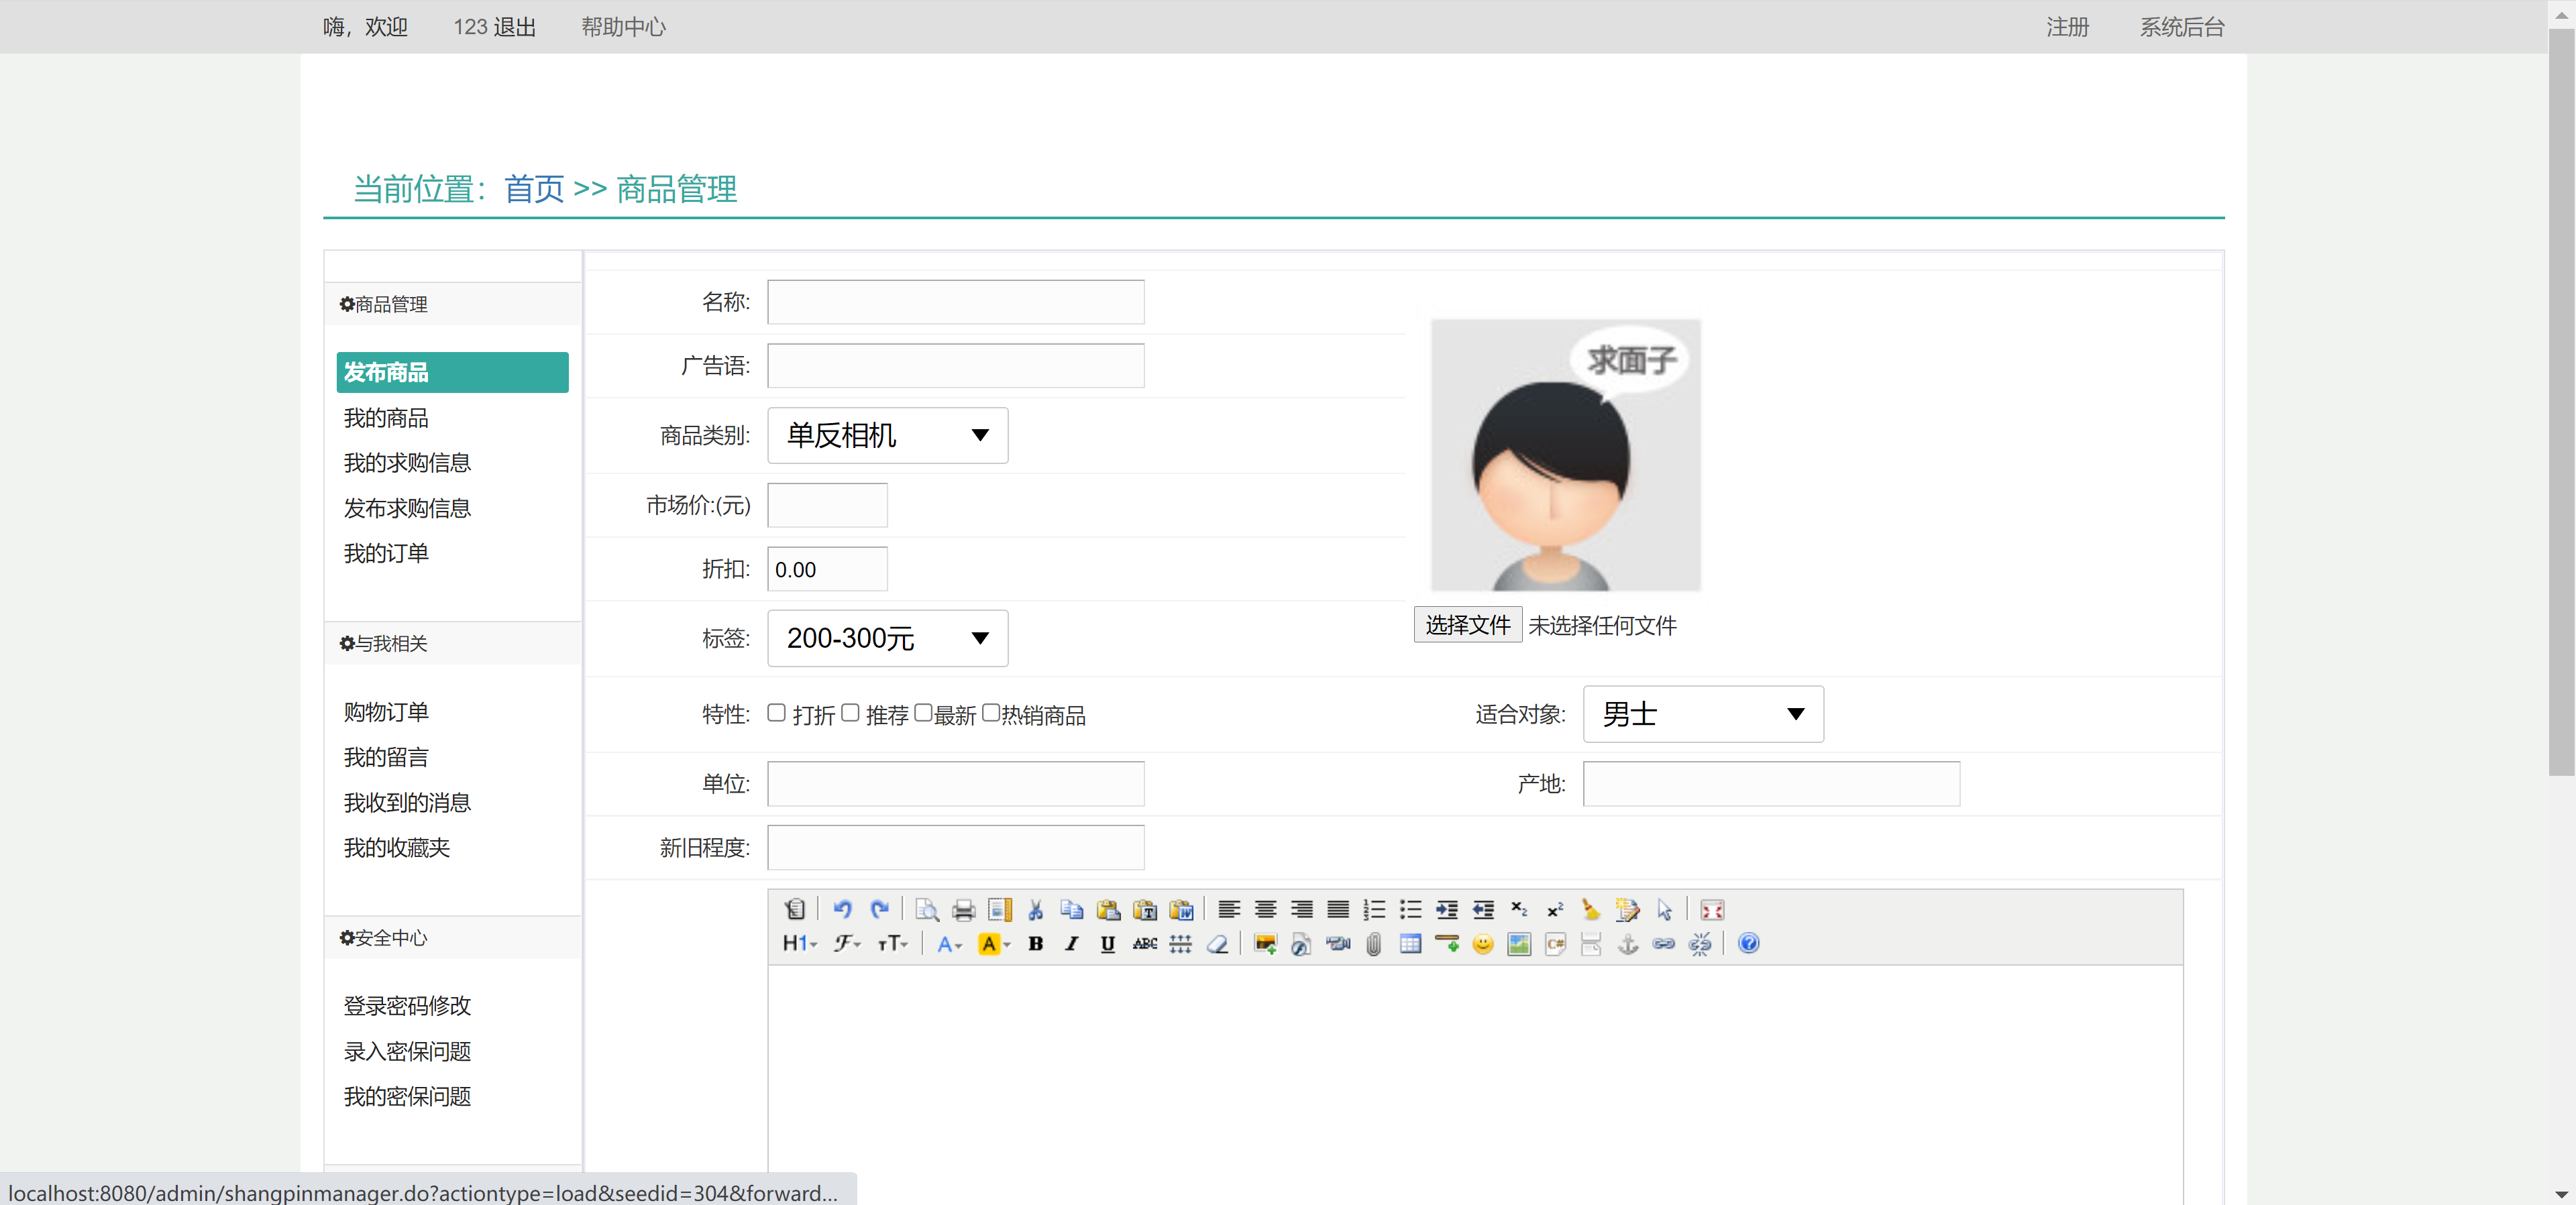 嗨，欢迎 123 退出 帮助中心 注册 系统后台
当前位置：首页 >> 商品管理
商品管理
发布商品
我的商品
我的求购信息
发布求购信息
我的订单
与我相关
购物订单
我的留言
我收到的消息
我的收藏夹
安全中心
登录密码修改
录入密保问题
我的密保问题
名称:
广告语:
商品类别: 单反相机
市场价:(元)
折扣: 0.00
标签: 200-300元
求面子
选择文件 未选择任何文件
特性: 打折 推荐 最新 热销商品 适合对象: 男士
单位: 产地:
新旧程度:
localhost:8080/admin/shangpinmanager.do?actiontype=load&seedid=304&forward...